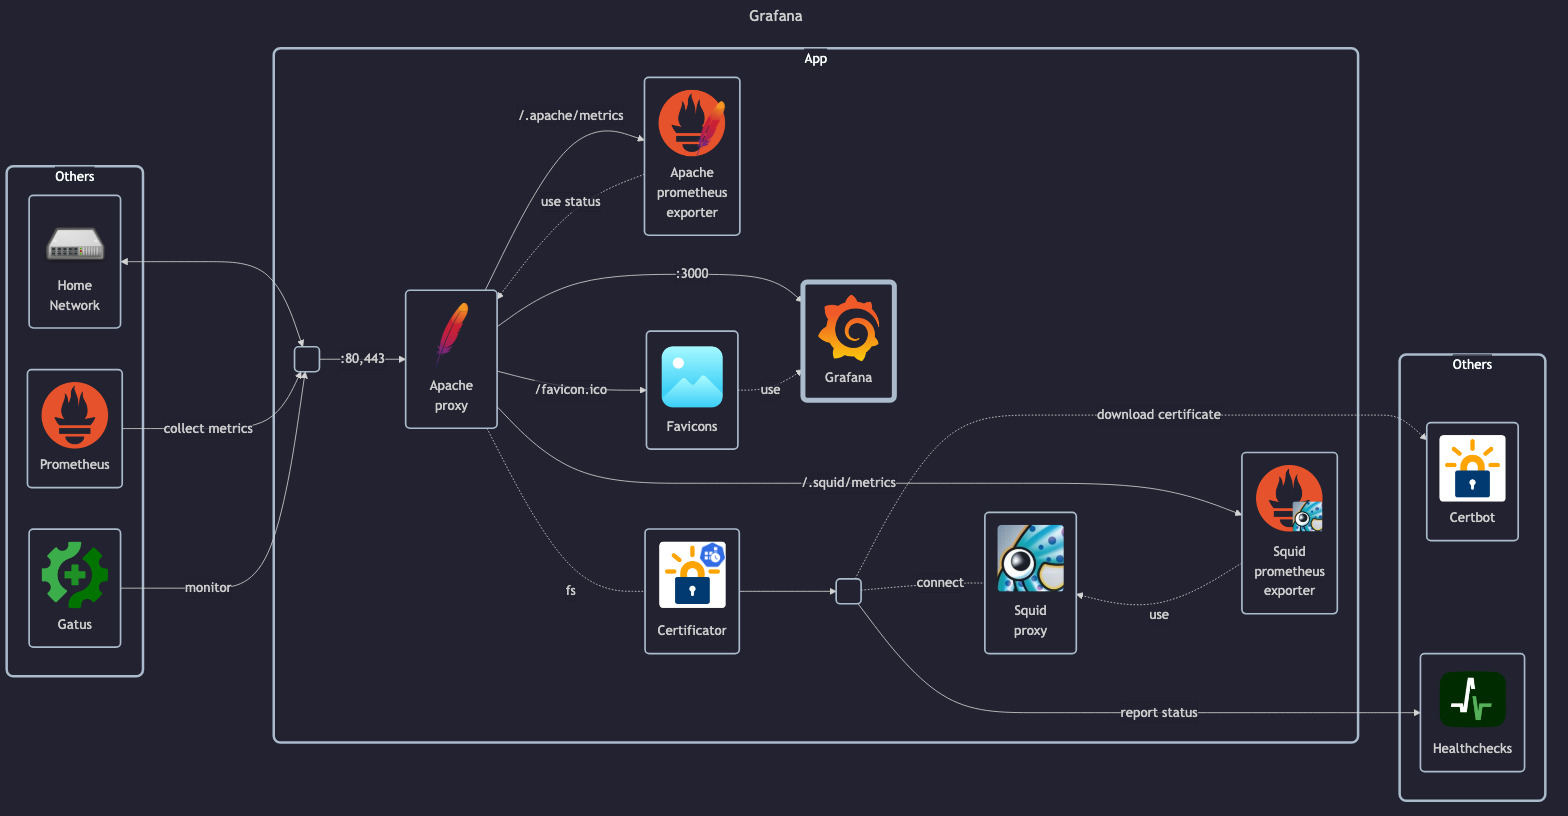 Grafana
App
Others
Home
Network
Prometheus
Gatus
collect metrics
monitor
:80,443
Apache
proxy
/.apache/metrics
use status
Apache
prometheus
exporter
:3000
/favicon.ico
Favicons
use
Grafana
/.squid/metrics
fs
Certificator
connect
Squid
proxy
use
Squid
prometheus
exporter
download certificate
report status
Others
Certbot
Healthchecks